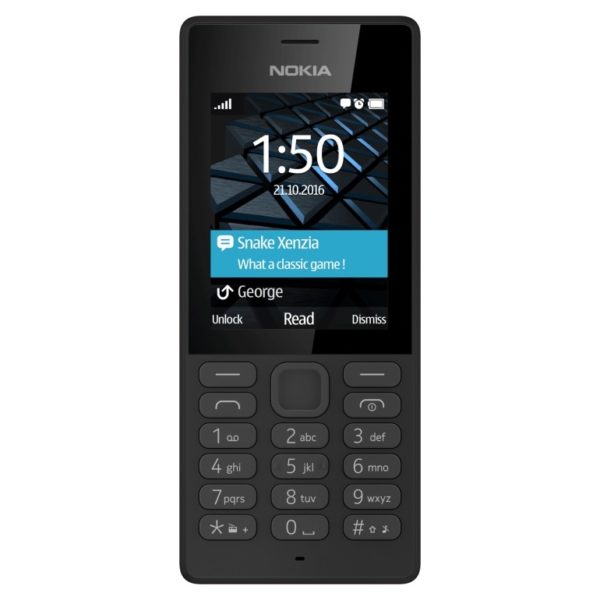 NOKIA
1:50
21.10.2016
Snake Xenzia
What a classic game !
George
Unlock Read Dismiss
1 2 abc 3 def
4 ghi 5 jkl 6 mno
7 pqrs 8 tuv 9 wxyz
* + 0 #